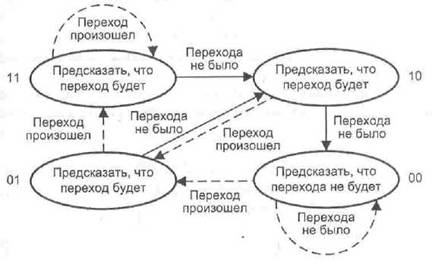 Переход
произошел
Перехода
не было
11
Предсказать, что
переход будет
Предсказать, что
переход будет
10
Переход
произошел
Перехода
не было
Переход
произошел
Перехода
не было
01
Предсказать, что
переход будет
Переход
произошел
Предсказать, что
перехода не будет
00
Перехода
не было